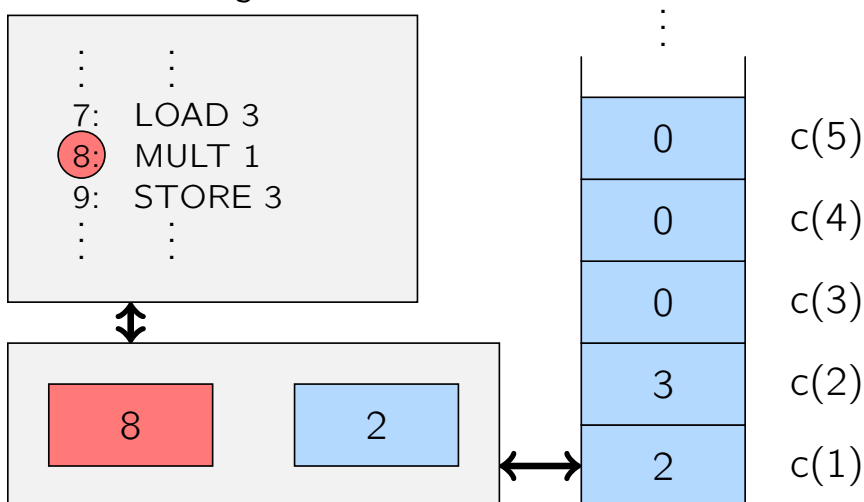 7: LOAD 3
8: MULT 1
9: STORE 3
8
2
0 c(5)
0 c(4)
0 c(3)
3 c(2)
2 c(1)